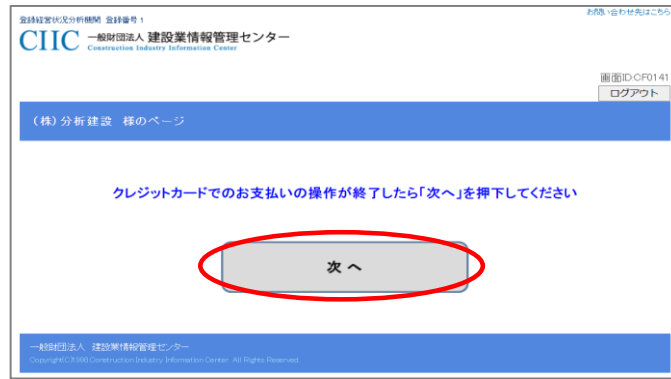 登録経営状況分析機関 登録番号1
お問い合わせ先はこちら
CIIC 一般財団法人 建設業情報管理センター
Construction Industry Information Center
画面ID:CF0141
ログアウト
(株)分析建設 様のページ
クレジットカードでのお支払いの操作が終了したら「次へ」を押下してください
次 へ
一般財団法人 建設業情報管理センター
Copyright(C)1988 Construction Industry Information Center. All Rights Reserved.